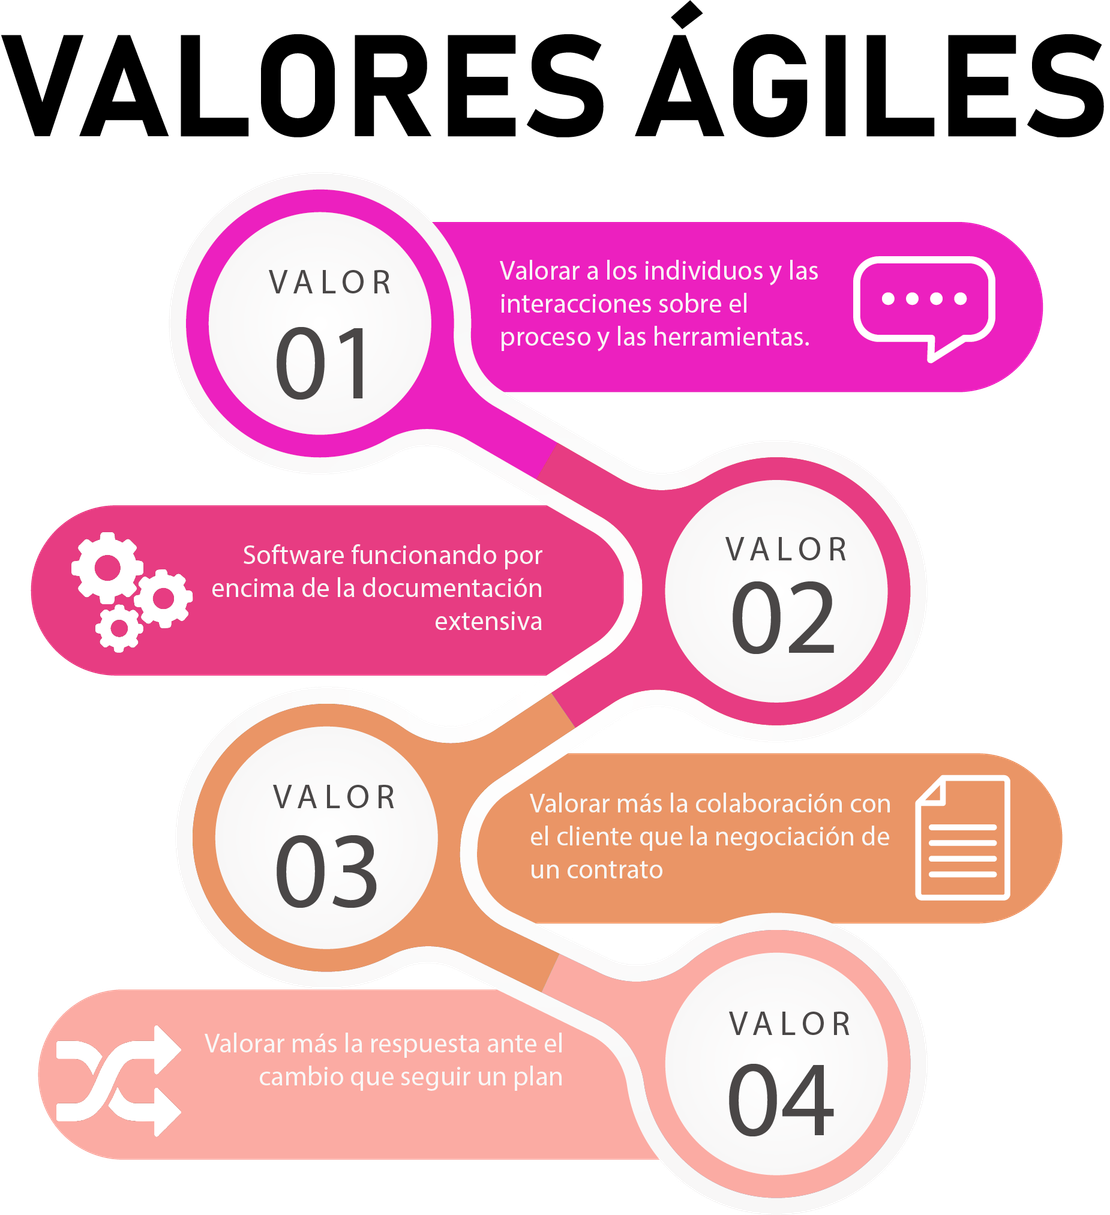 VALORES ÁGILES
VALOR
01
Valorar a los individuos y las
interacciones sobre el
proceso y las herramientas.
VALOR
02
Software funcionando por
encima de la documentación
extensiva
VALOR
03
Valorar más la colaboración con
el cliente que la negociación de
un contrato
VALOR
04
Valorar más la respuesta ante el
cambio que seguir un plan